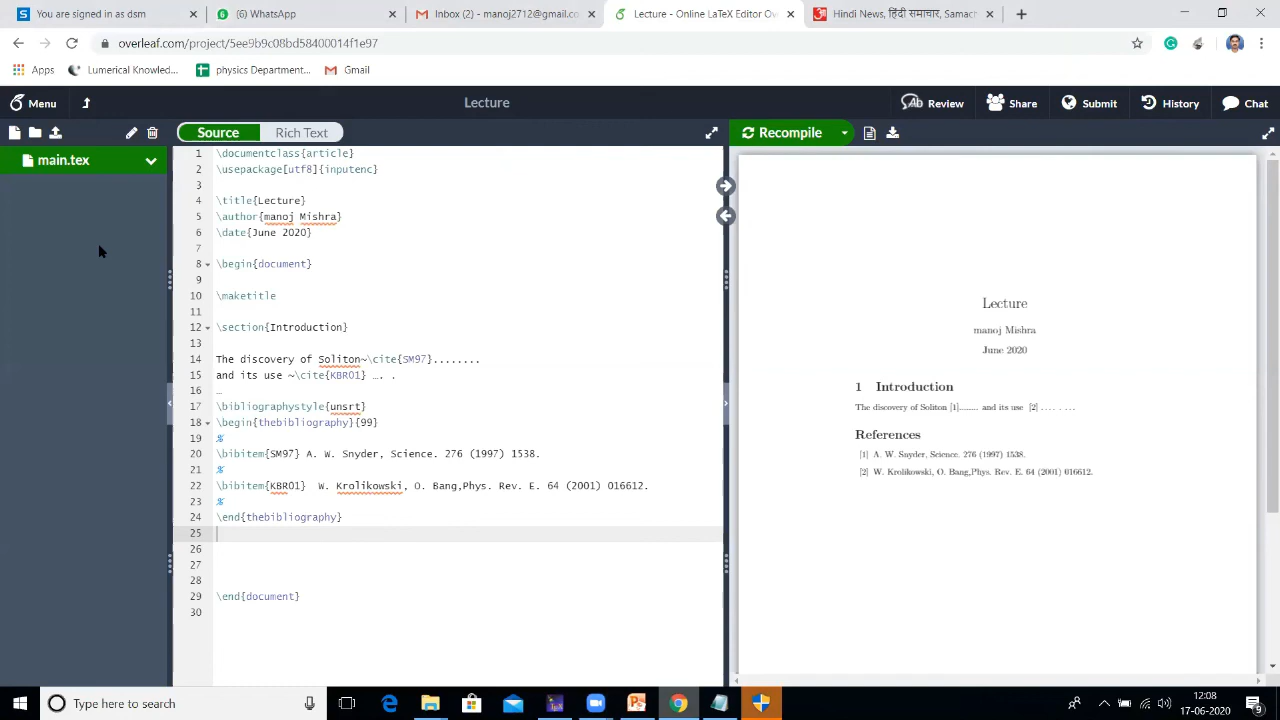 You are signed in as dsm
(6) WhatsApp
Inbox (2) - manoj2712@gmail.co
Lecture - Online LaTeX Editor Ov
Hindi News, हिंदी समाचार, Samach
overleaf.com/project/5ee9b9c08bd58400014f1e97
Apps
Lumerical Knowled...
physics Department...
Gmail
Menu
Lecture
Review
Share
Submit
History
Chat
Source
Rich Text
Recompile
main.tex
1 \documentclass{article}
2 \usepackage[utf8]{inputenc}
3
4 \title{Lecture}
5 \author{manoj Mishra}
6 \date{June 2020}
7
8 \begin{document}
9
10 \maketitle
11
12 \section{Introduction}
13
14 The discovery of Soliton~\cite{SM97}........
15 and its use ~\cite{KBRO1} …. .
16 …
17 \bibliographystyle{unsrt}
18 \begin{thebibliography}{99}
19 %
20 \bibitem{SM97} A. W. Snyder, Science. 276 (1997) 1538.
21 %
22 \bibitem{KBRO1} W. Krolikowski, O. Bang,Phys. Rev. E. 64 (2001) 016612.
23 %
24 \end{thebibliography}
25
26
27
28
29 \end{document}
30
Lecture
manoj Mishra
June 2020
1 Introduction
The discovery of Soliton [1]........ and its use [2] .... . ...
References
[1] A. W. Snyder, Science. 276 (1997) 1538.
[2] W. Krolikowski, O. Bang,Phys. Rev. E. 64 (2001) 016612.
Type here to search
12:08
17-06-2020